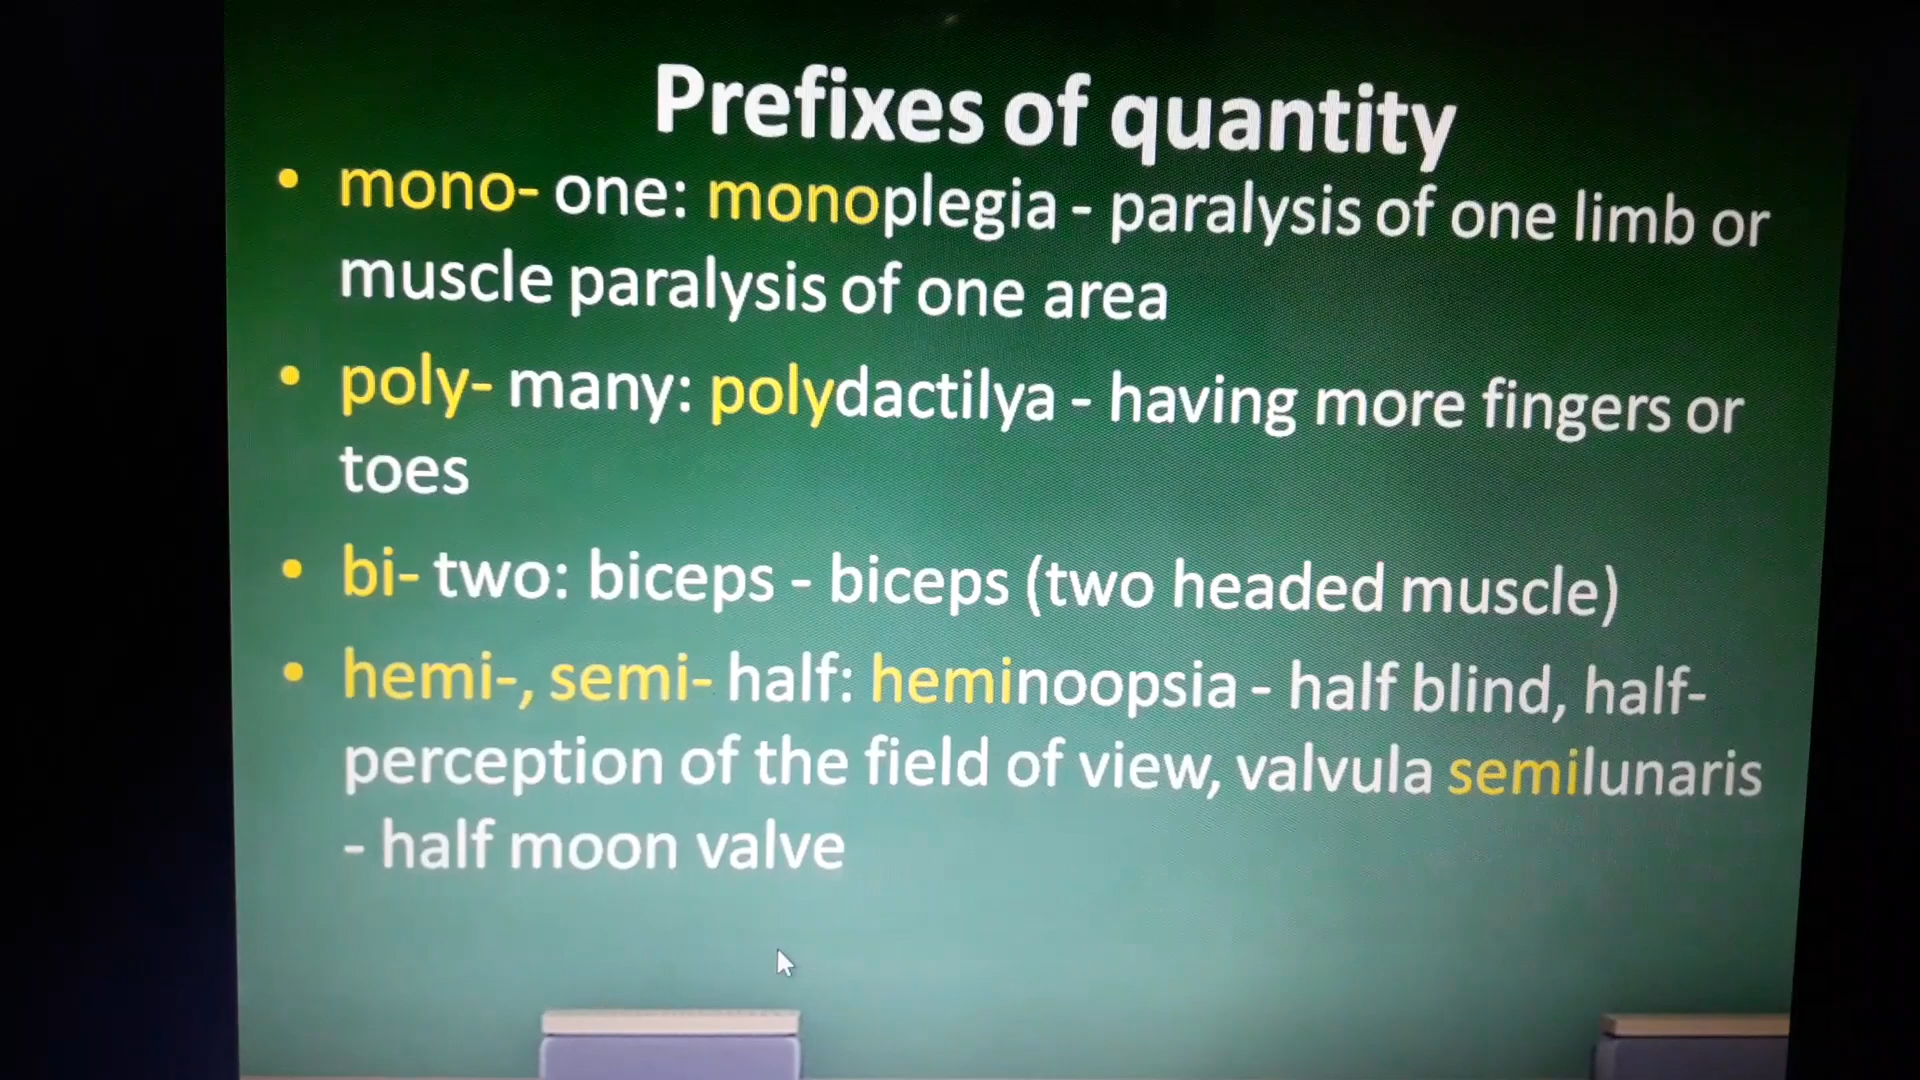 Prefixes of quantity
• mono- one: monoplegia - paralysis of one limb or
muscle paralysis of one area
• poly- many: polydactilya - having more fingers or
toes
• bi- two: biceps - biceps (two headed muscle)
• hemi-, semi- half: heminoopsia - half blind, half-
perception of the field of view, valvula semilunaris
- half moon valve